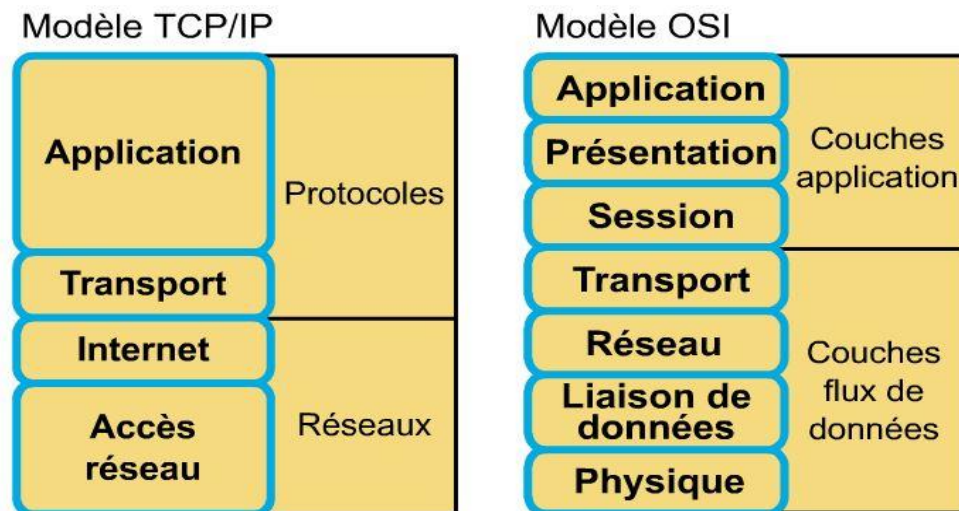 Modèle TCP/IP
Application
Transport
Internet
Accès
réseau
Protocoles
Réseaux
Modèle OSI
Application
Présentation
Session
Transport
Réseau
Liaison de
données
Physique
Couches
application
Couches
flux de
données